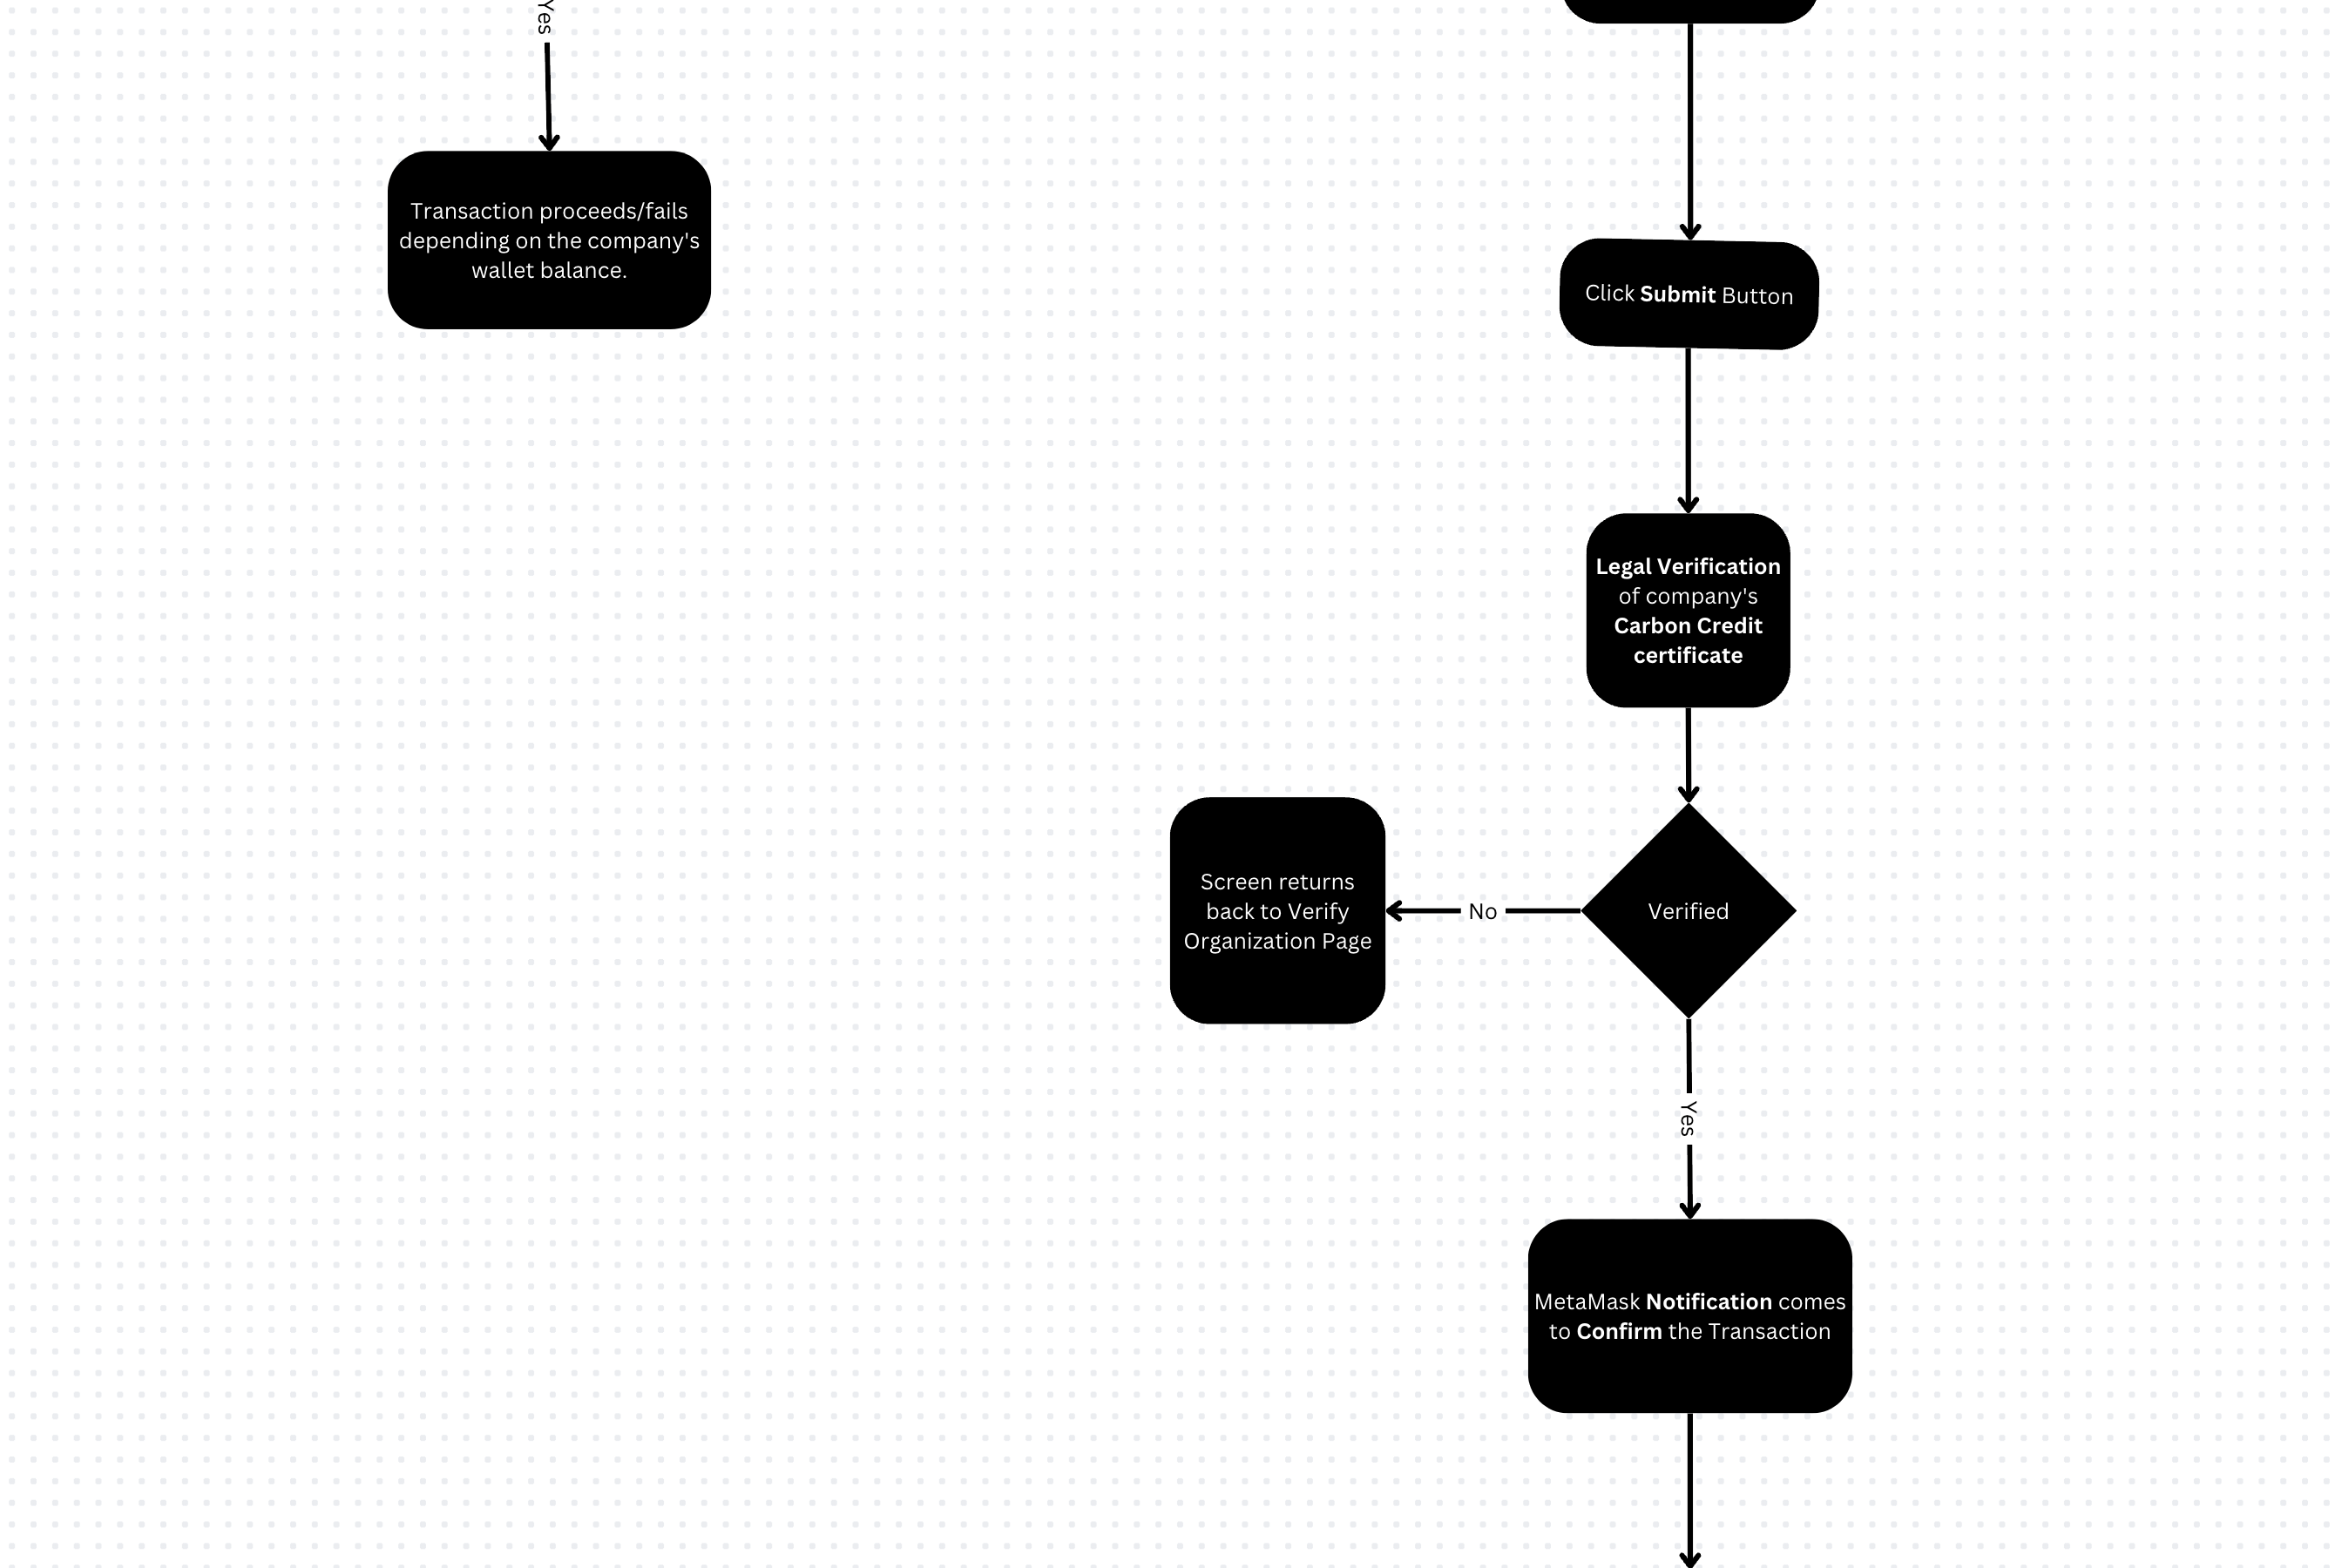 Yes
Transaction proceeds/fails
depending on the company's
wallet balance.
Click Submit Button
Legal Verification
of company's
Carbon Credit
certificate
Screen returns
back to Verify
Organization Page
No
Verified
Yes
MetaMask Notification comes
to Confirm the Transaction